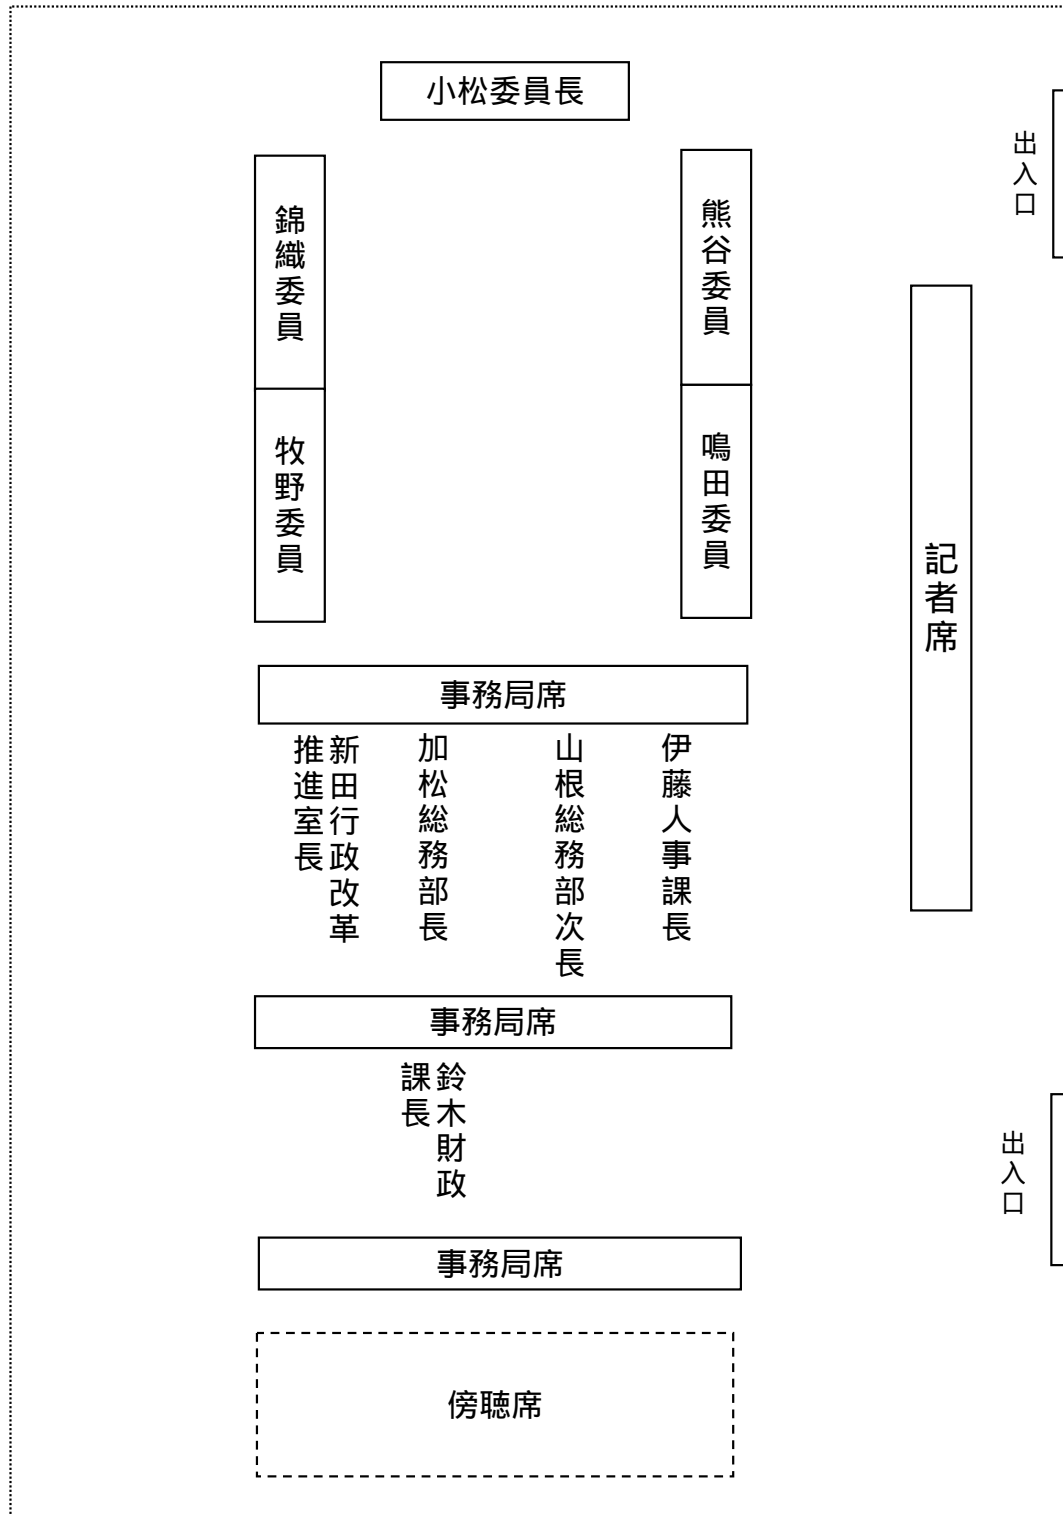 小松委員長
出入口
錦織委員
熊谷委員
牧野委員
鳴田委員
記者席
事務局席
新田行政改革
推進室長
加松総務部長
山根総務部次長
伊藤人事課長
事務局席
鈴木財政
課長
出入口
事務局席
傍聴席